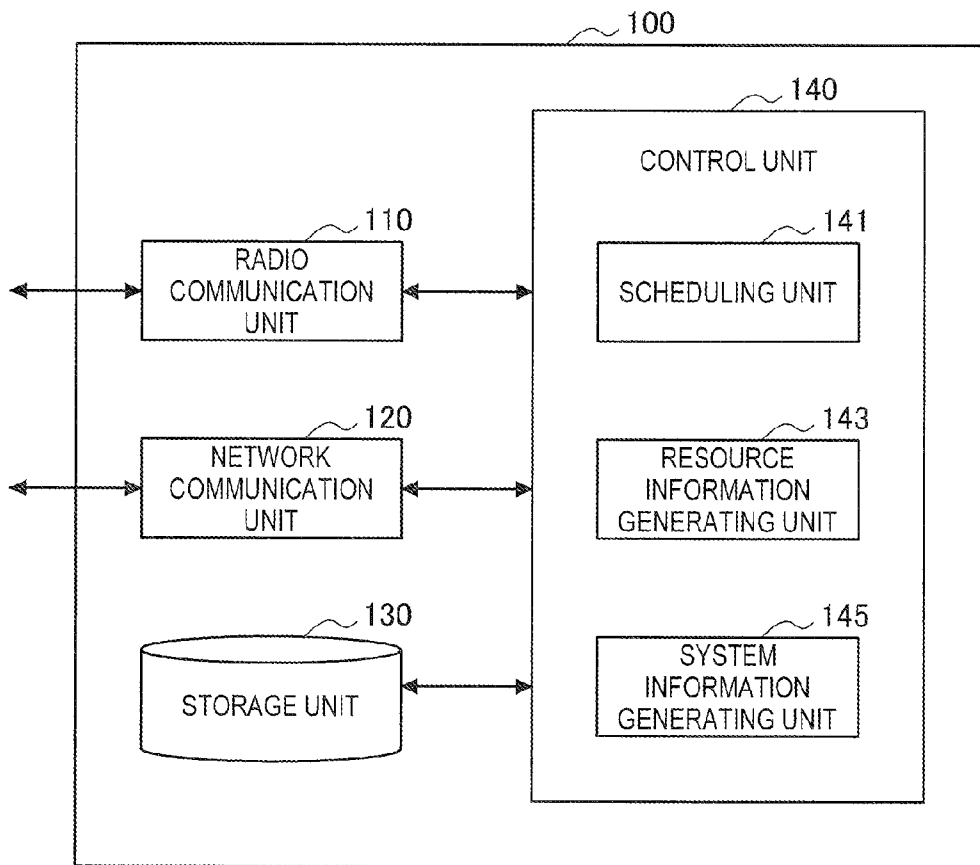 100
140
CONTROL UNIT
110
RADIO
COMMUNICATION
UNIT
141
SCHEDULING UNIT
120
NETWORK
COMMUNICATION
UNIT
143
RESOURCE
INFORMATION
GENERATING UNIT
130
STORAGE UNIT
145
SYSTEM
INFORMATION
GENERATING UNIT